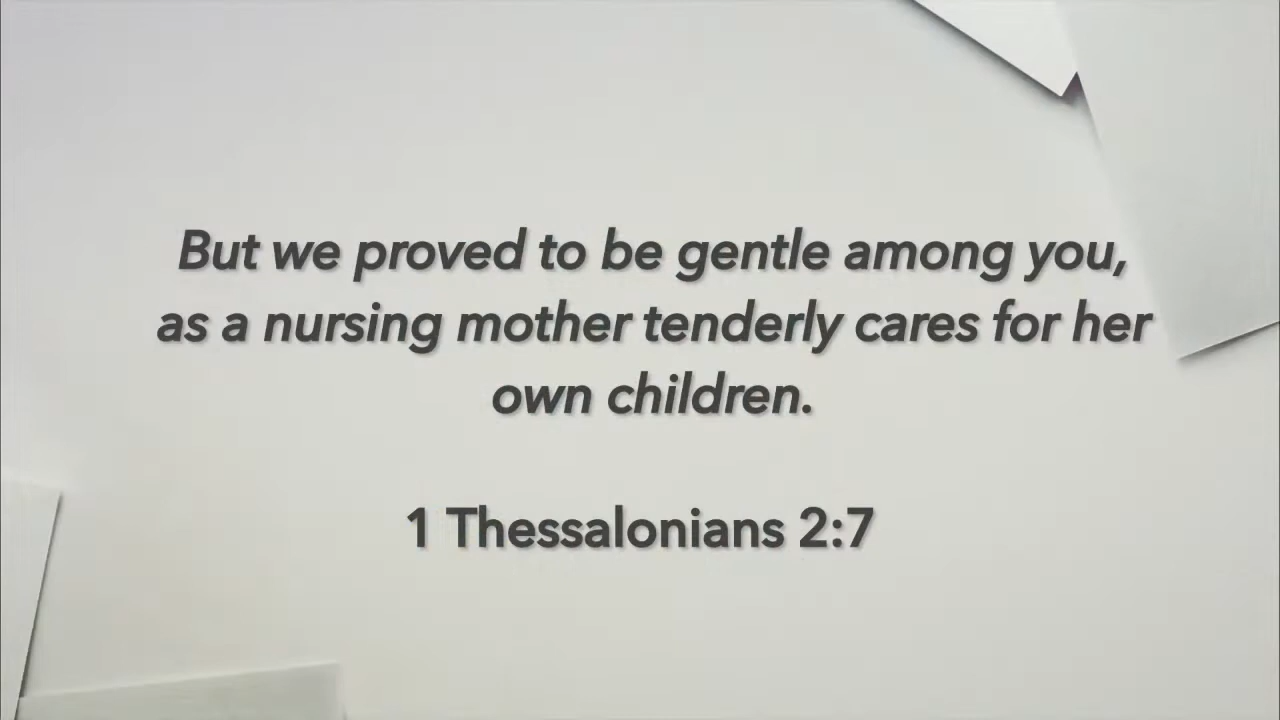 But we proved to be gentle among you,
as a nursing mother tenderly cares for her
own children.
1 Thessalonians 2:7